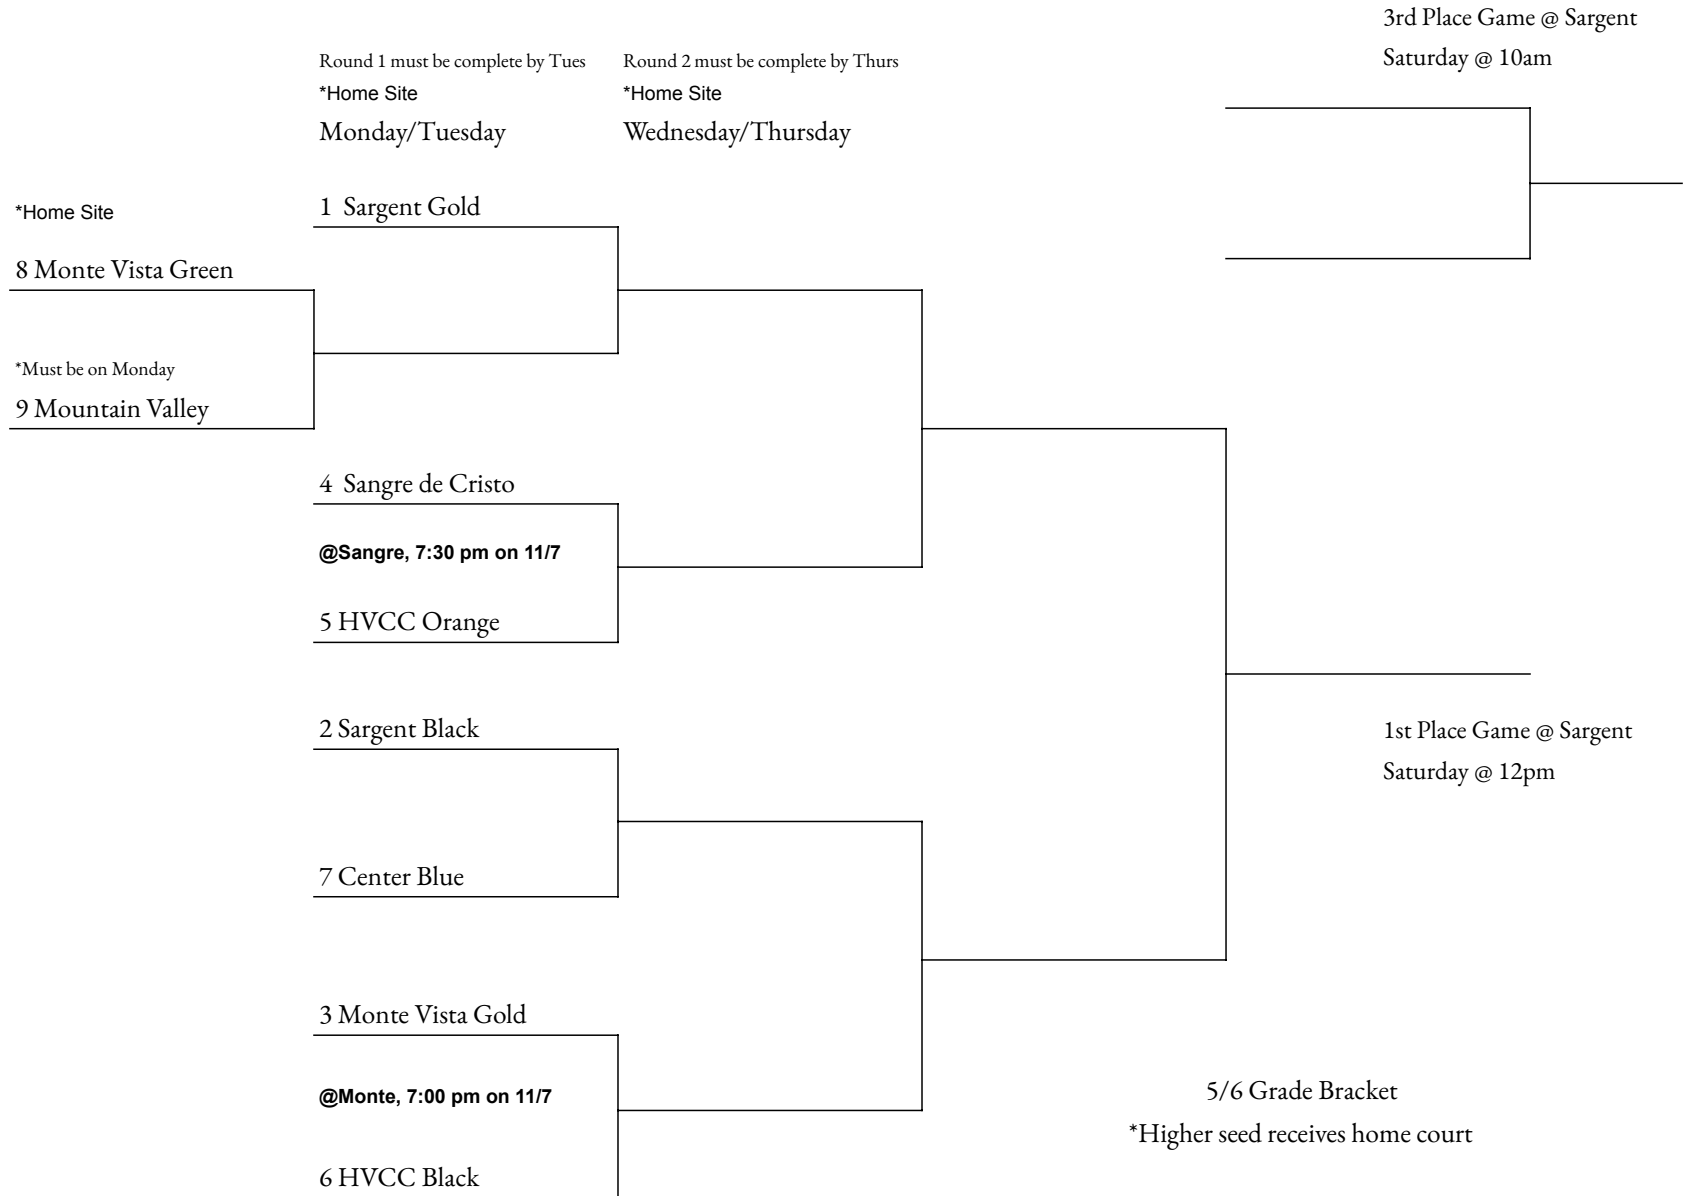 3rd Place Game @ Sargent
Saturday @ 10am
Round 1 must be complete by Tues
*Home Site
Monday/Tuesday
Round 2 must be complete by Thurs
*Home Site
Wednesday/Thursday
*Home Site
8 Monte Vista Green
*Must be on Monday
9 Mountain Valley
1 Sargent Gold
4 Sangre de Cristo
@Sangre, 7:30 pm on 11/7
5 HVCC Orange
2 Sargent Black
7 Center Blue
3 Monte Vista Gold
@Monte, 7:00 pm on 11/7
6 HVCC Black
1st Place Game @ Sargent
Saturday @ 12pm
5/6 Grade Bracket
*Higher seed receives home court